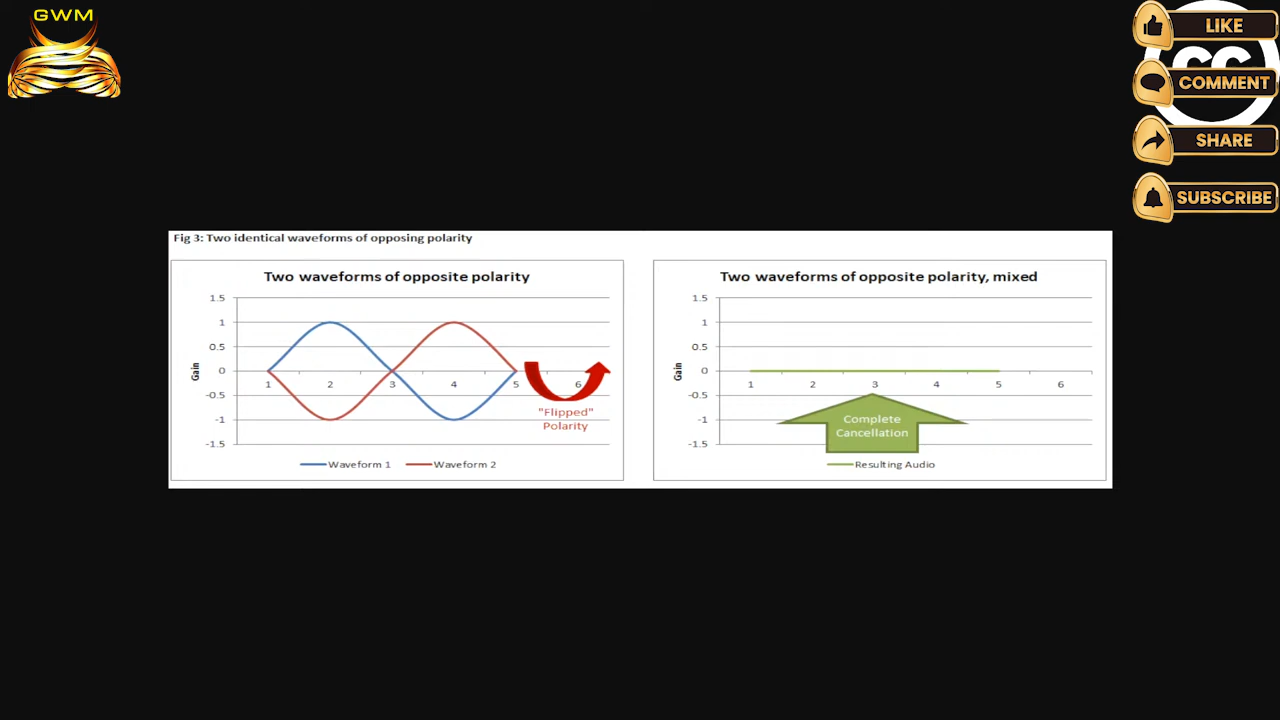 GWM
LIKE
CC
COMMENT
SHARE
SUBSCRIBE
Fig 3: Two identical waveforms of opposing polarity
Two waveforms of opposite polarity
1.5
1
0.5
0
-0.5
-1
-1.5
Gain
1 2 3 4 5 6
"Flipped"
Polarity
Waveform 1 Waveform 2
Two waveforms of opposite polarity, mixed
1.5
1
0.5
0
-0.5
-1
-1.5
Gain
1 2 3 4 5 6
Complete
Cancellation
Resulting Audio